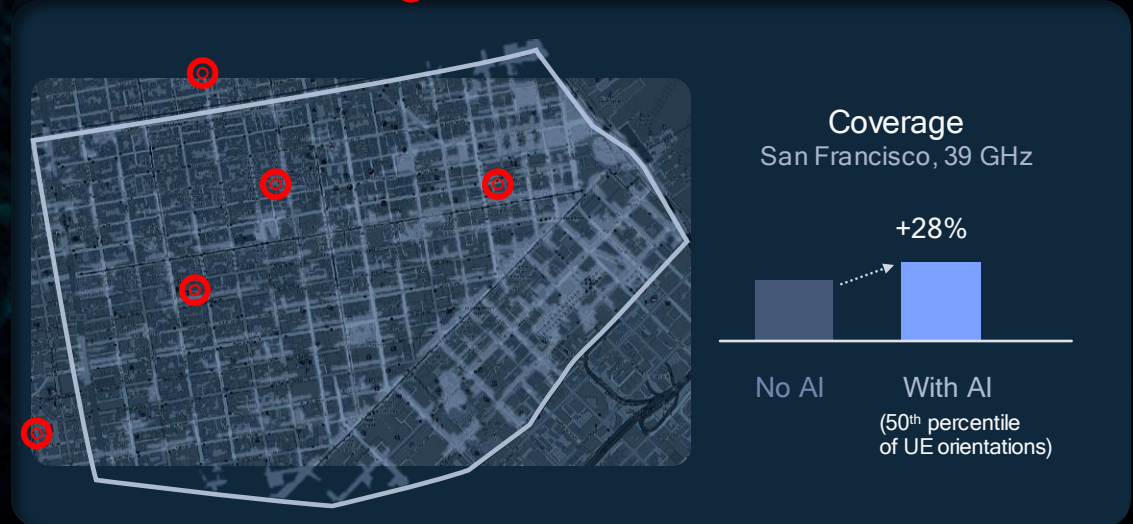 Coverage
San Francisco, 39 GHz
+28%
No AI
With AI
(50th percentile
of UE orientations)